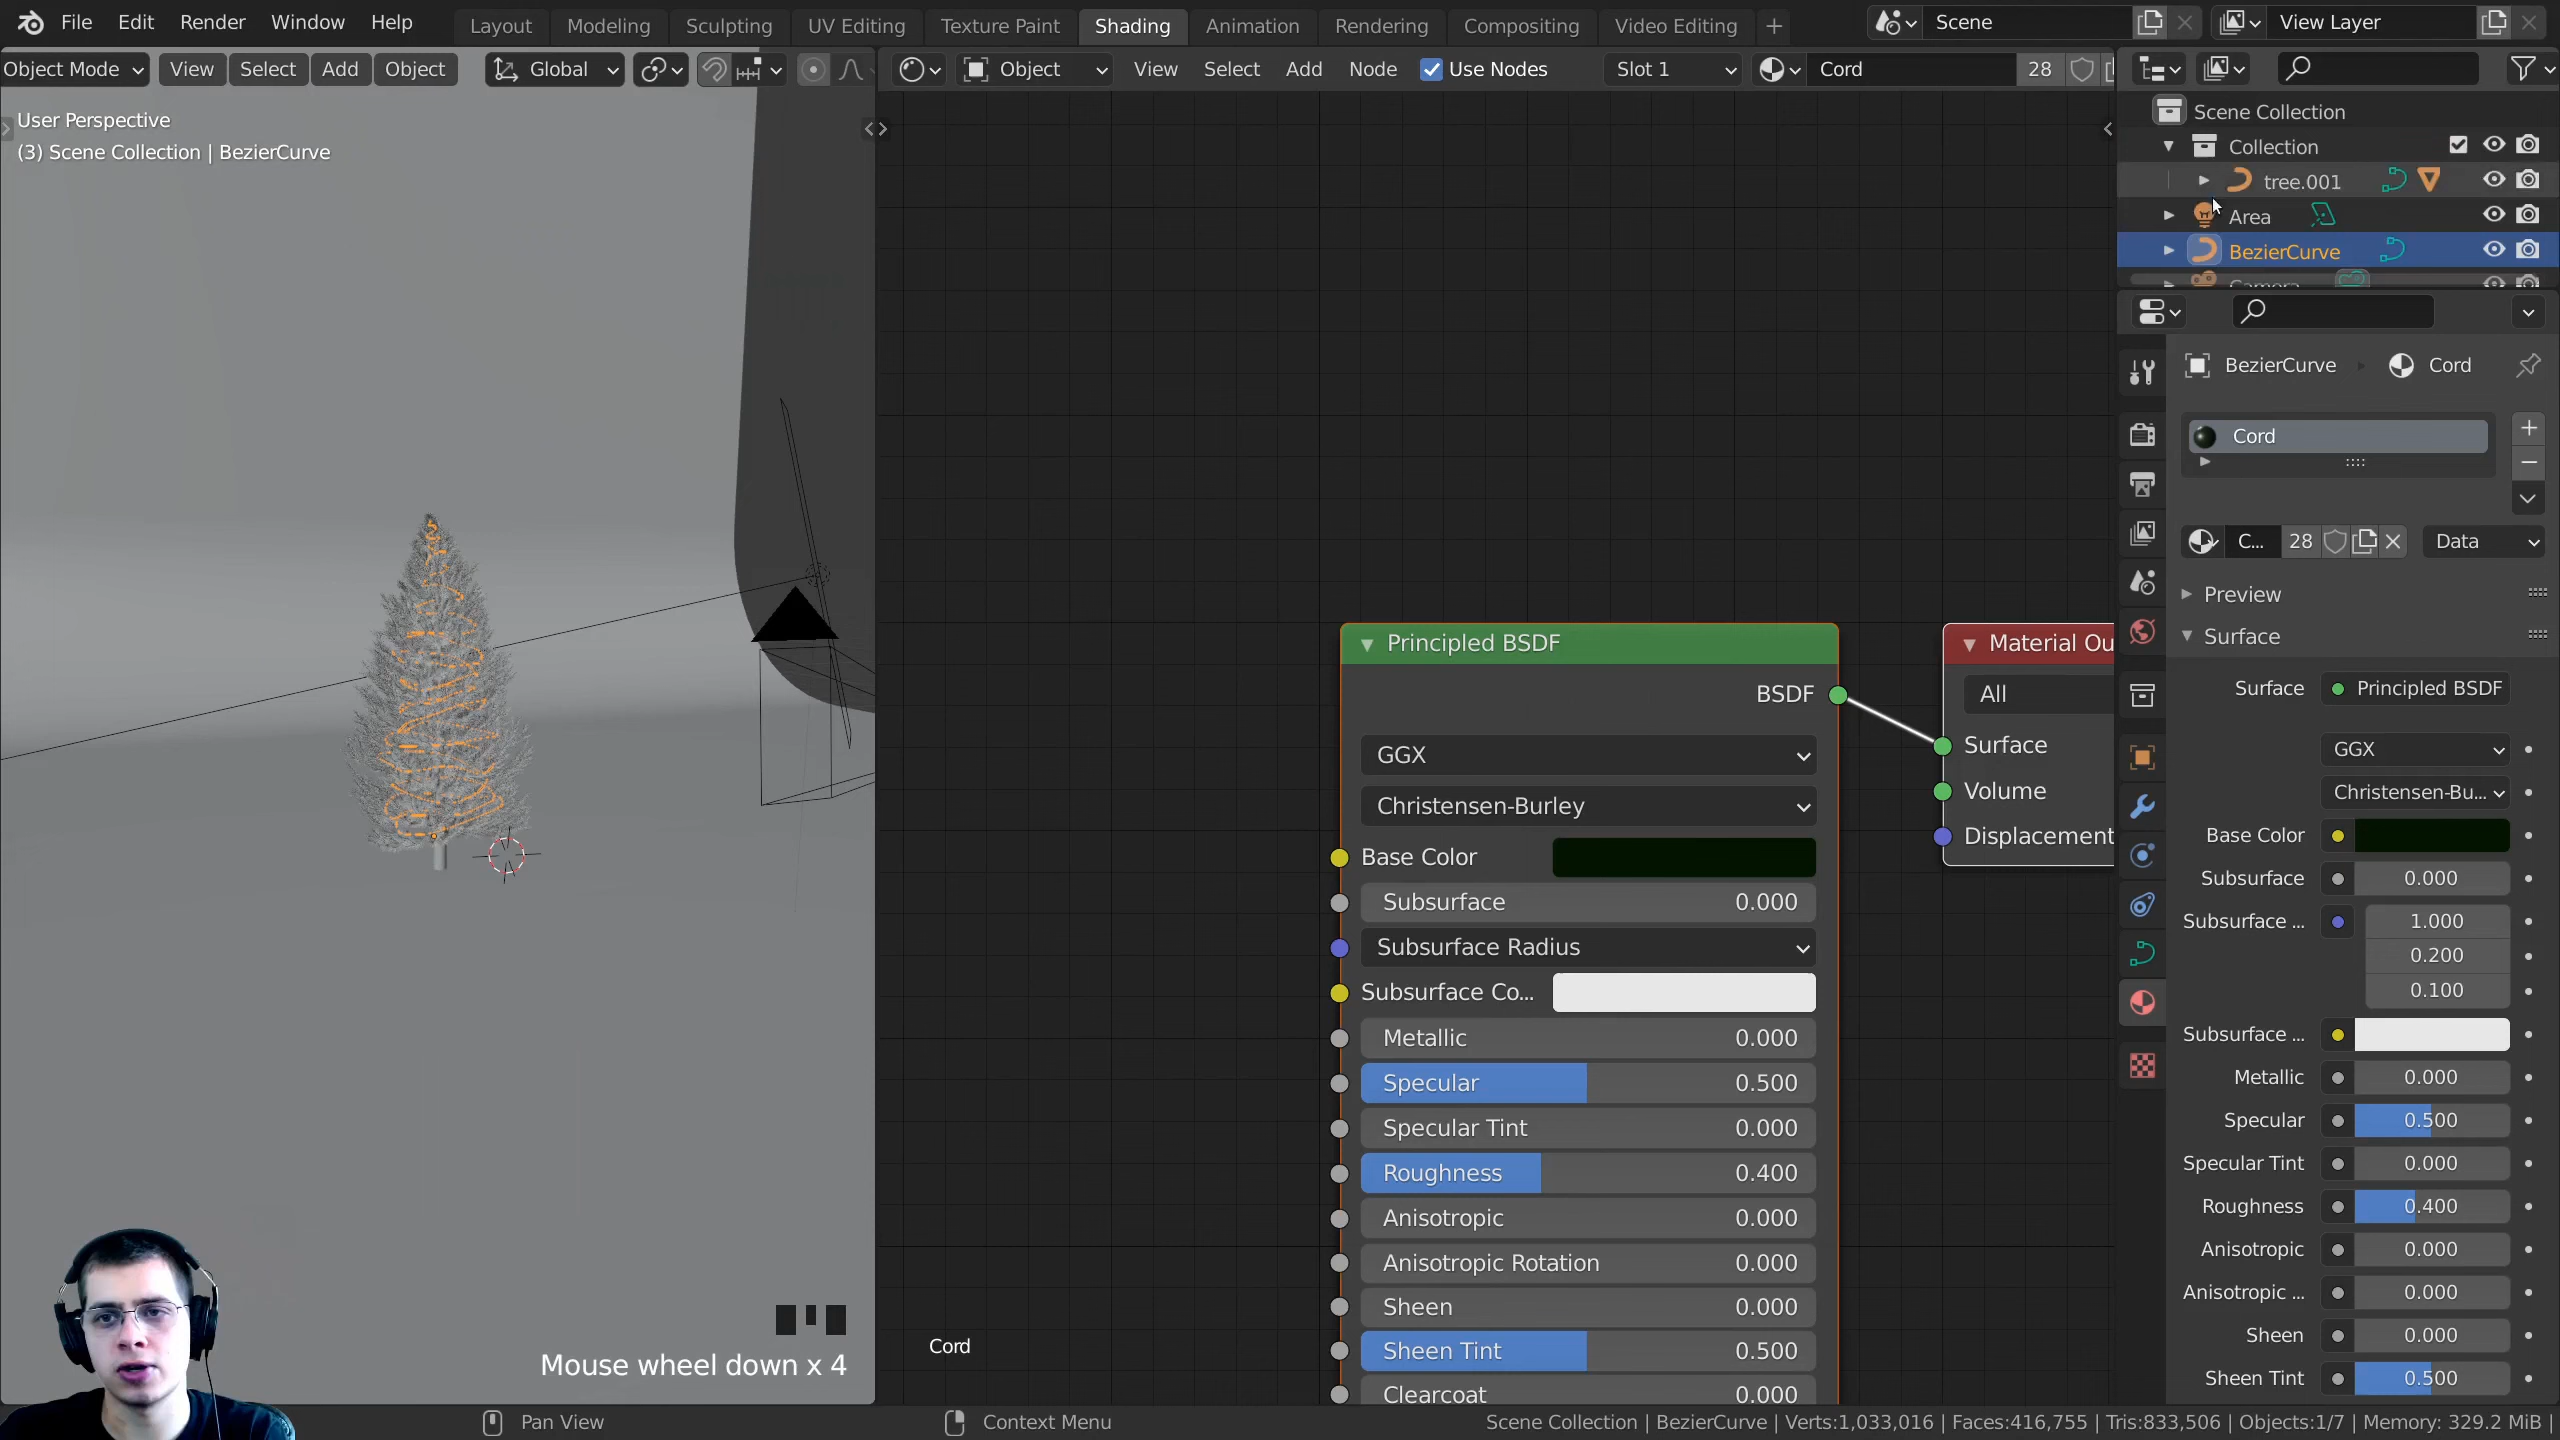 File Edit Render Window Help Layout Modeling Sculpting UV Editing Texture Paint Shading Animation Rendering Compositing Video Editing + Scene View Layer
Object Mode View Select Add Object Global Object View Select Add Node Use Nodes Slot 1 Cord 28
User Perspective
(3) Scene Collection | BezierCurve
Scene Collection
Collection
tree.001
Area
BezierCurve
Camera
BezierCurve Cord
Cord
C... 28 Data
Preview
Surface
Surface Principled BSDF
GGX
Christensen-Bu...
Base Color
Subsurface 0.000
Subsurface ... 1.000
0.200
0.100
Subsurface ...
Metallic 0.000
Specular 0.500
Specular Tint 0.000
Roughness 0.400
Anisotropic 0.000
Anisotropic ... 0.000
Sheen 0.000
Sheen Tint 0.500
Principled BSDF
BSDF
GGX
Christensen-Burley
Base Color
Subsurface 0.000
Subsurface Radius
Subsurface Co...
Metallic 0.000
Specular 0.500
Specular Tint 0.000
Roughness 0.400
Anisotropic 0.000
Anisotropic Rotation 0.000
Sheen 0.000
Sheen Tint 0.500
Clearcoat 0.000
Material Ou
All
Surface
Volume
Displacement
Cord
Mouse wheel down x 4
Pan View Context Menu Scene Collection | BezierCurve | Verts:1,033,016 | Faces:416,755 | Tris:833,506 | Objects:1/7 | Memory: 329.2 MiB |